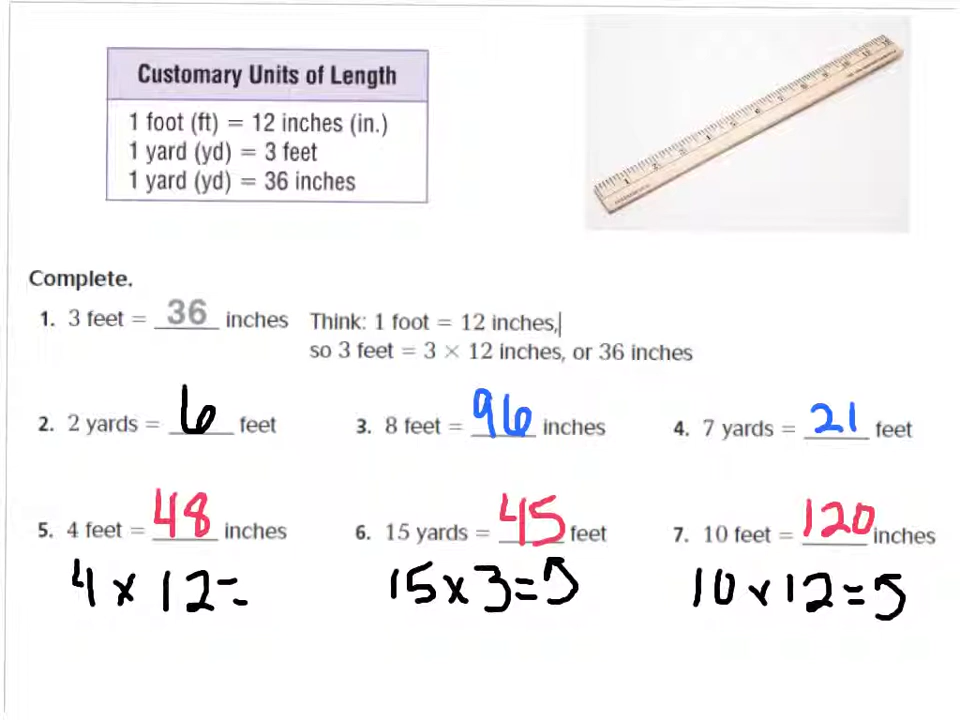 Customary Units of Length
1 foot (ft) = 12 inches (in.)
1 yard (yd) = 3 feet
1 yard (yd) = 36 inches
Complete.
1. 3 feet = 36 inches Think: 1 foot = 12 inches,
so 3 feet = 3 × 12 inches, or 36 inches
2. 2 yards = 6 feet 3. 8 feet = 96 inches 4. 7 yards = 21 feet
5. 4 feet = 48 inches 6. 15 yards = 45 feet 7. 10 feet = 120 inches
4 × 12= 15×3=5 10×12=5